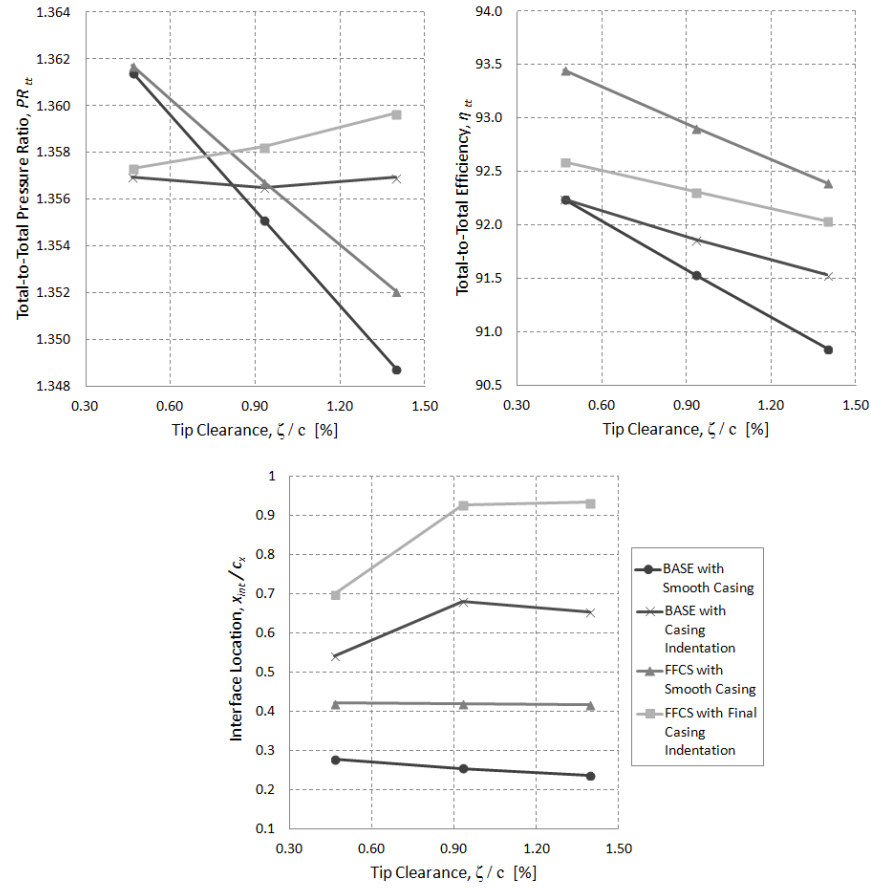 Total-to-Total Pressure Ratio, PR tt
1.364
1.362
1.360
1.358
1.356
1.354
1.352
1.350
1.348
0.30
0.60
0.90
1.20
1.50
Tip Clearance, ζ / c [%]
Total-to-Total Efficiency, η tt
94.0
93.5
93.0
92.5
92.0
91.5
91.0
90.5
0.30
0.60
0.90
1.20
1.50
Tip Clearance, ζ / c [%]
Interface Location, x int / c x
1
0.9
0.8
0.7
0.6
0.5
0.4
0.3
0.2
0.1
0.30
0.60
0.90
1.20
1.50
Tip Clearance, ζ / c [%]
BASE with
Smooth Casing
BASE with
Casing
Indentation
FFCS with
Smooth Casing
FFCS with Final
Casing
Indentation